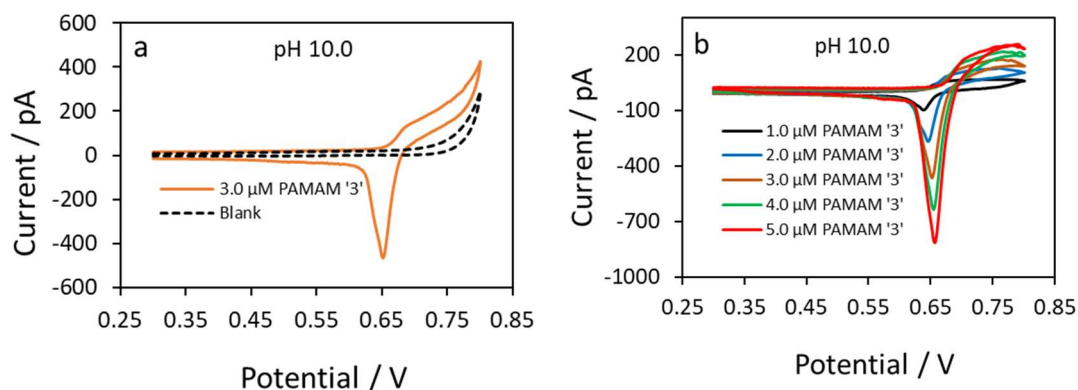 a
pH 10.0
600
400
200
0
-200
-400
-600
Current / pA
3.0 µM PAMAM '3'
Blank
0.25 0.35 0.45 0.55 0.65 0.75 0.85
Potential / V
b
pH 10.0
200
-100
-400
-700
-1000
Current / pA
1.0 µM PAMAM '3'
2.0 µM PAMAM '3'
3.0 µM PAMAM '3'
4.0 µM PAMAM '3'
5.0 µM PAMAM '3'
0.25 0.35 0.45 0.55 0.65 0.75 0.85
Potential / V